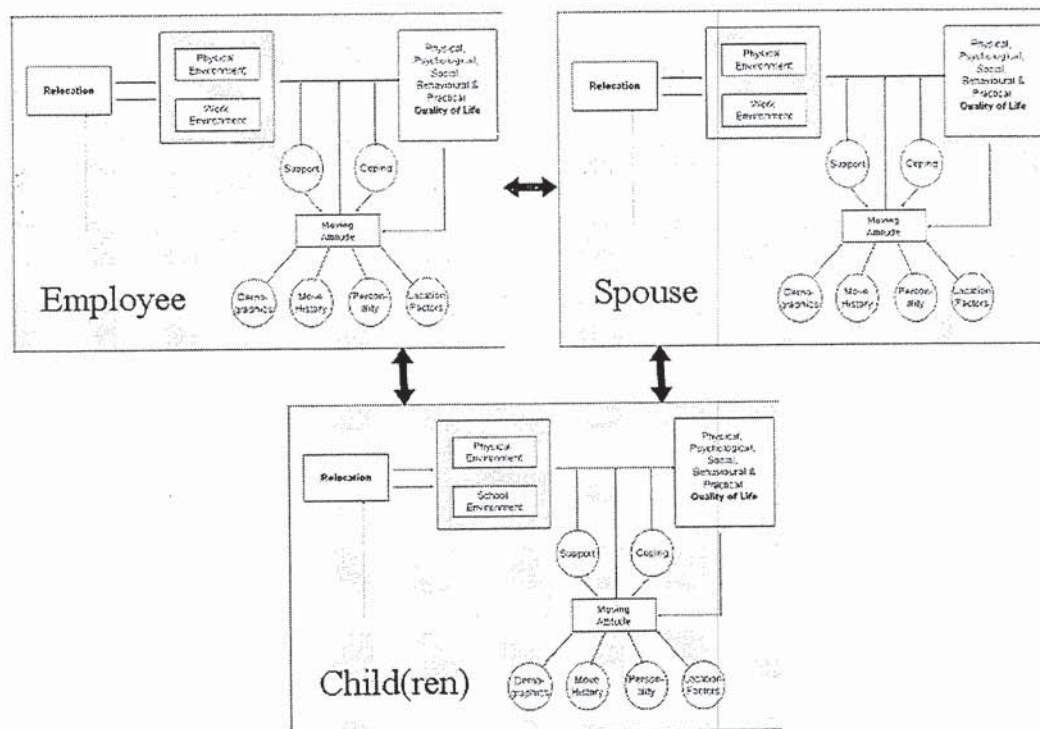 Relocation
Physical
Environment
Work
Environment
Physical,
Psychological,
Social,
Behavioural &
Practical
Quality of Life
Support
Coping
Moving
Attitude
Demo-
graphics
Move
History
Person-
ality
Location
Factors
Employee
Relocation
Physical
Environment
Work
Environment
Physical,
Psychological,
Social,
Behavioural &
Practical
Quality of Life
Support
Coping
Moving
Attitude
Demo-
graphics
Move
History
Person-
ality
Location
Factors
Spouse
Relocation
Physical
Environment
School
Environment
Physical,
Psychological,
Social,
Behavioural &
Practical
Quality of Life
Support
Coping
Moving
Attitude
Demo-
graphics
Move
History
Person-
ality
Location
Factors
Child(ren)